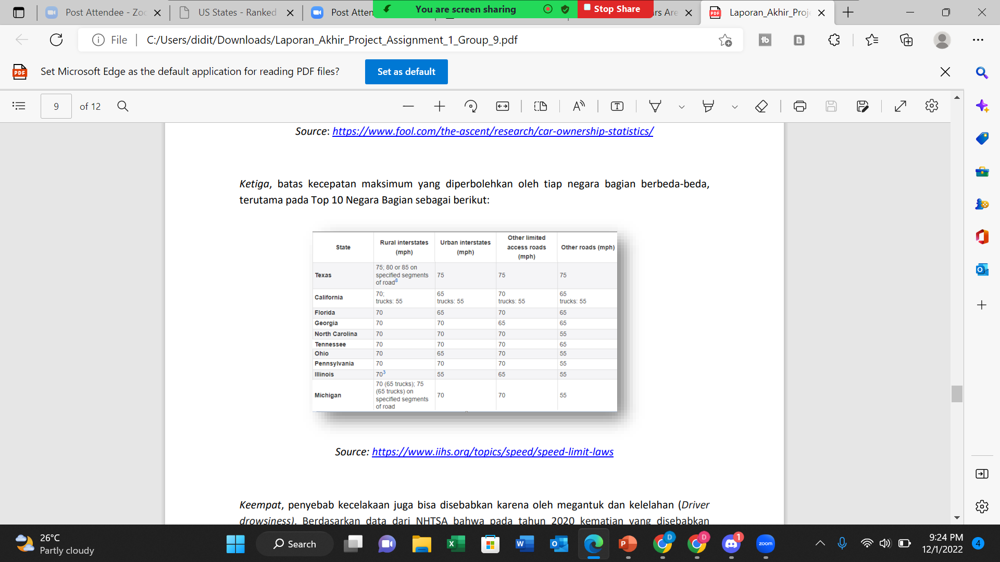 Post Attendee - Zoo
US States - Ranked
Post Atten
You are screen sharing
Stop Share
rs Are
Laporan_Akhir_Proje
File
C:/Users/didit/Downloads/Laporan_Akhir_Project_Assignment_1_Group_9.pdf
Set Microsoft Edge as the default application for reading PDF files?
Set as default
9 of 12
Source: https://www.fool.com/the-ascent/research/car-ownership-statistics/
Ketiga, batas kecepatan maksimum yang diperbolehkan oleh tiap negara bagian berbeda-beda,
terutama pada Top 10 Negara Bagian sebagai berikut:
State Rural interstates (mph) Urban interstates (mph) Other limited access roads (mph) Other roads (mph)
Texas 75; 80 or 85 on specified segments of road8 75 75 75
California 70; trucks: 55 65 trucks: 55 70 trucks: 55 65 trucks: 55
Florida 70 65 70 65
Georgia 70 70 65 65
North Carolina 70 70 70 55
Tennessee 70 70 70 65
Ohio 70 65 70 55
Pennsylvania 70 70 70 55
Illinois 703 55 65 55
Michigan 70 (65 trucks); 75 (65 trucks) on specified segments of road 70 70 55
Source: https://www.iihs.org/topics/speed/speed-limit-laws
Keempat, penyebab kecelakaan juga bisa disebabkan karena oleh megantuk dan kelelahan (Driver
drowsiness). Berdasarkan data dari NHTSA bahwa pada tahun 2020 kematian yang disebabkan
26°C
Partly cloudy
Search
D
D
1
zoom
9:24 PM
12/1/2022
4